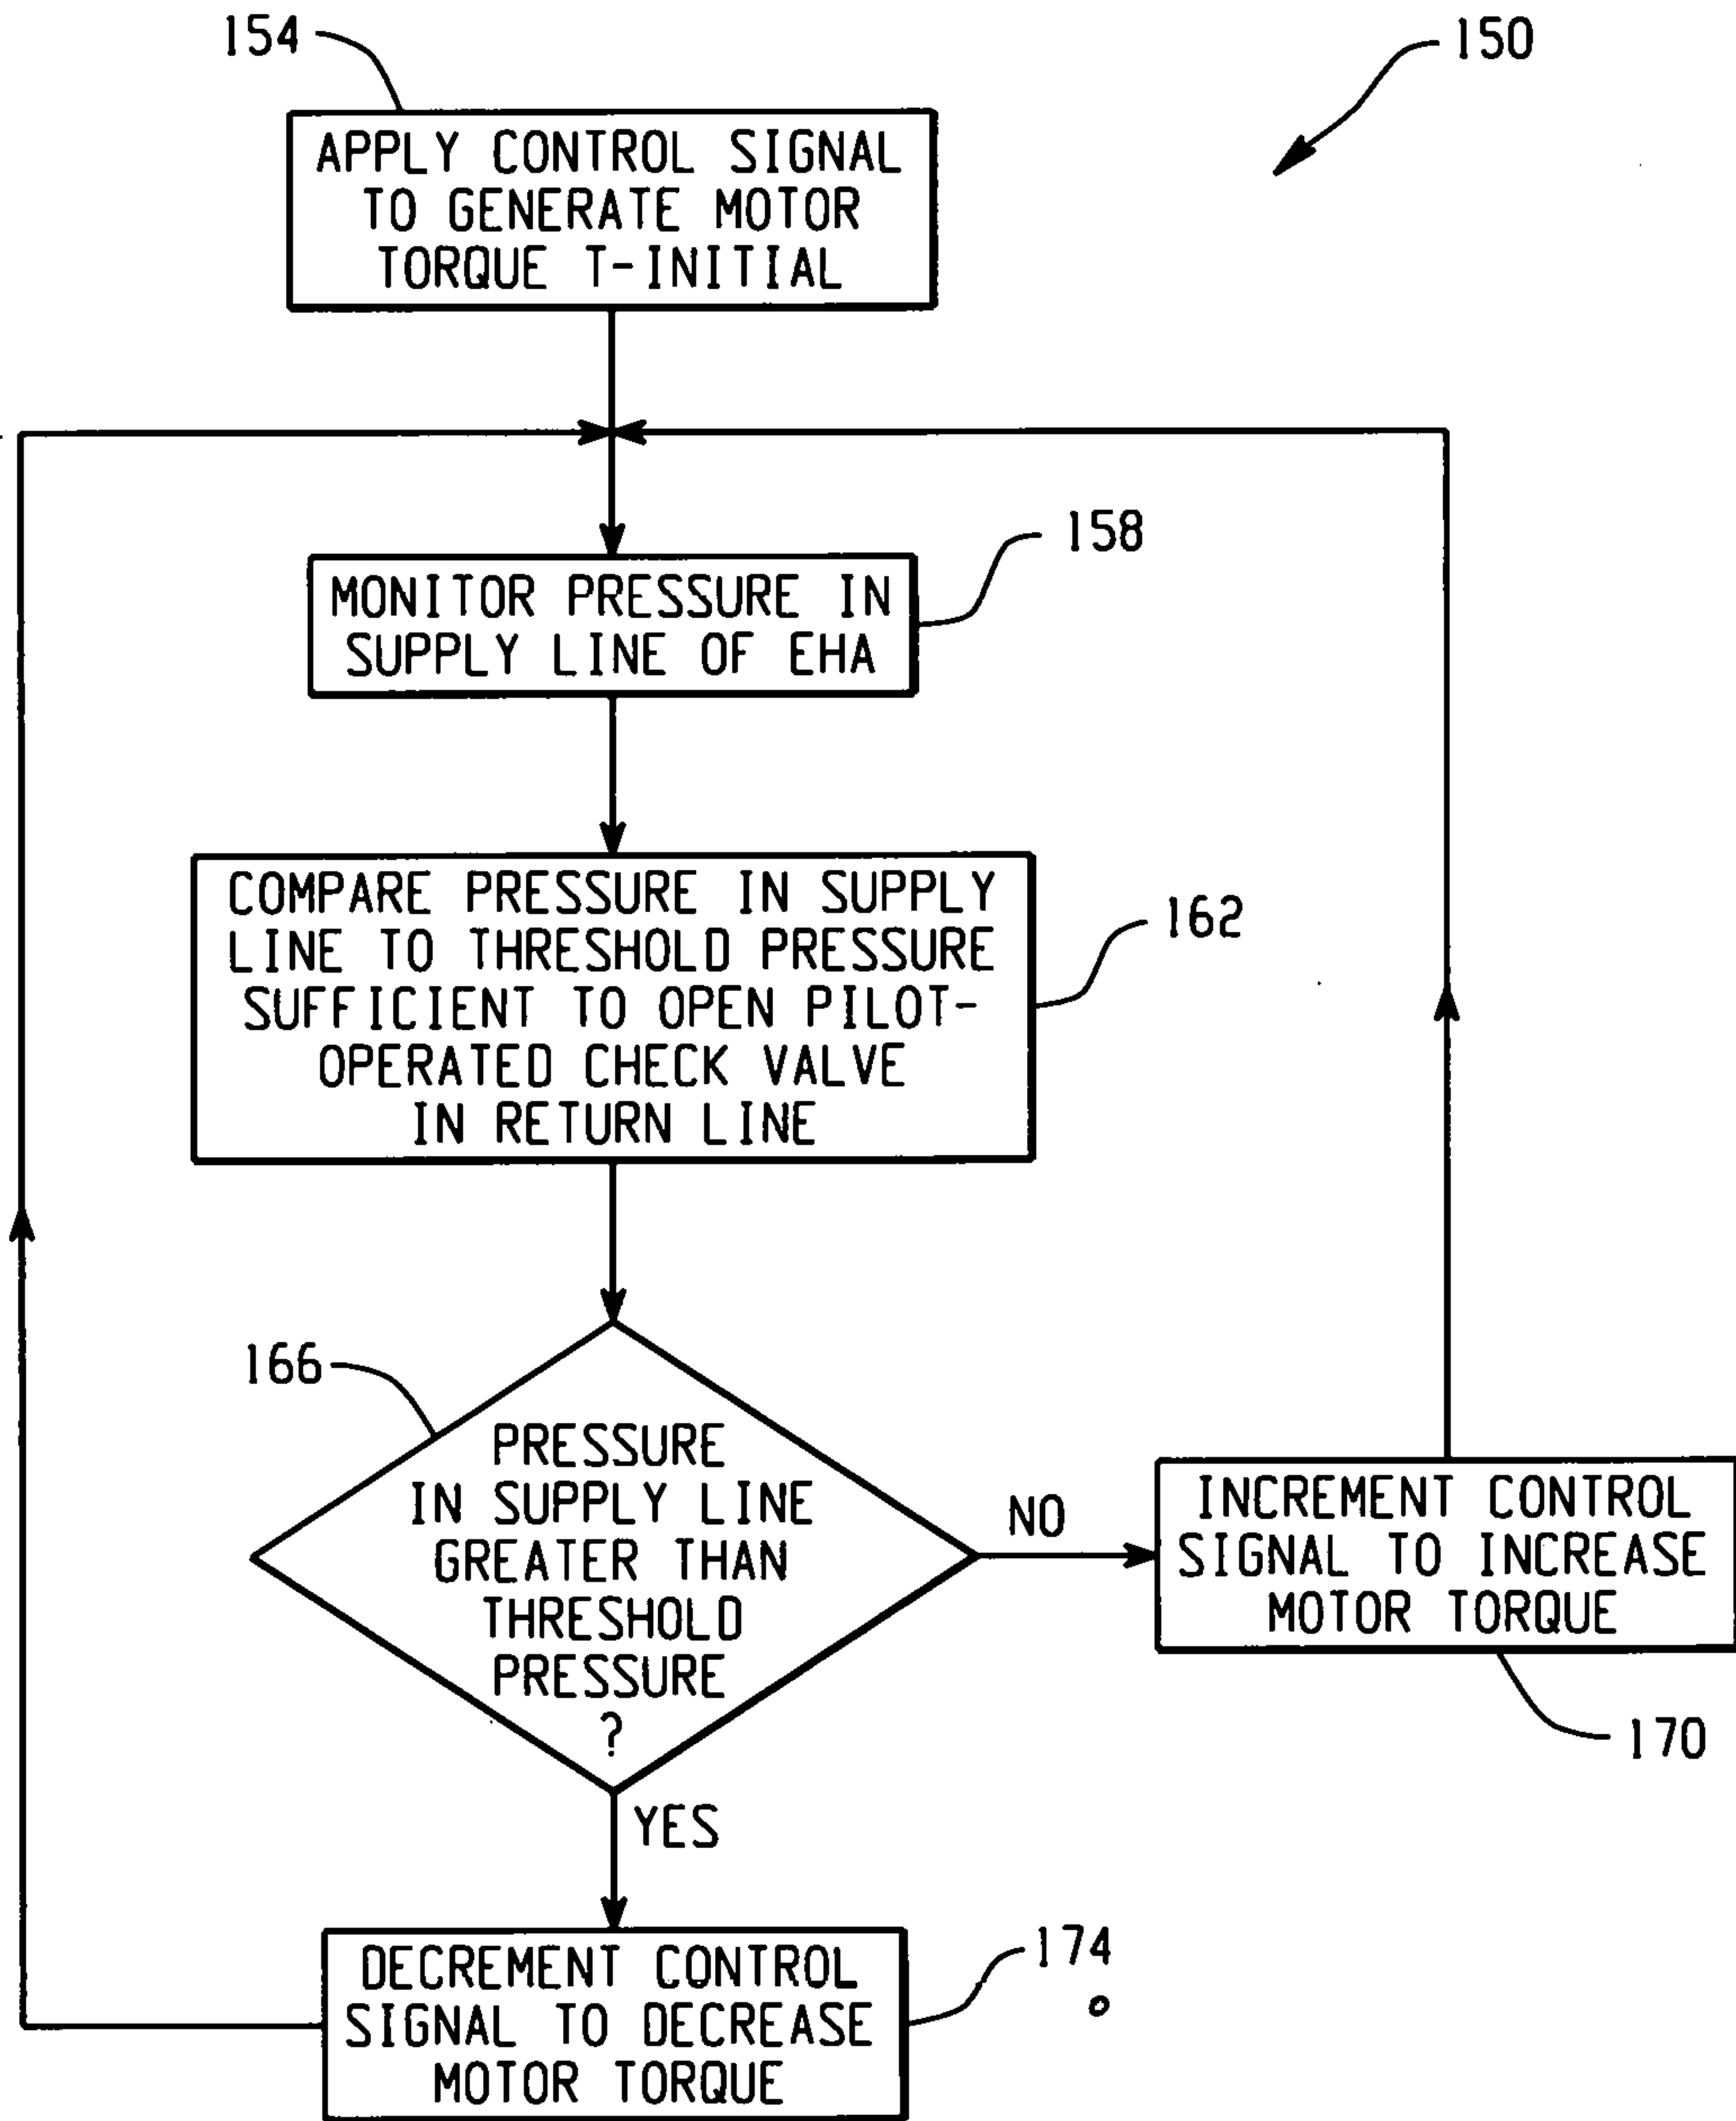 154
150
APPLY CONTROL SIGNAL
TO GENERATE MOTOR
TORQUE T-INITIAL
158
MONITOR PRESSURE IN
SUPPLY LINE OF EHA
COMPARE PRESSURE IN SUPPLY
LINE TO THRESHOLD PRESSURE
SUFFICIENT TO OPEN PILOT-
OPERATED CHECK VALVE
IN RETURN LINE
162
166
PRESSURE
IN SUPPLY LINE
GREATER THAN
THRESHOLD
PRESSURE
?
NO
INCREMENT CONTROL
SIGNAL TO INCREASE
MOTOR TORQUE
170
YES
DECREMENT CONTROL
SIGNAL TO DECREASE
MOTOR TORQUE
174